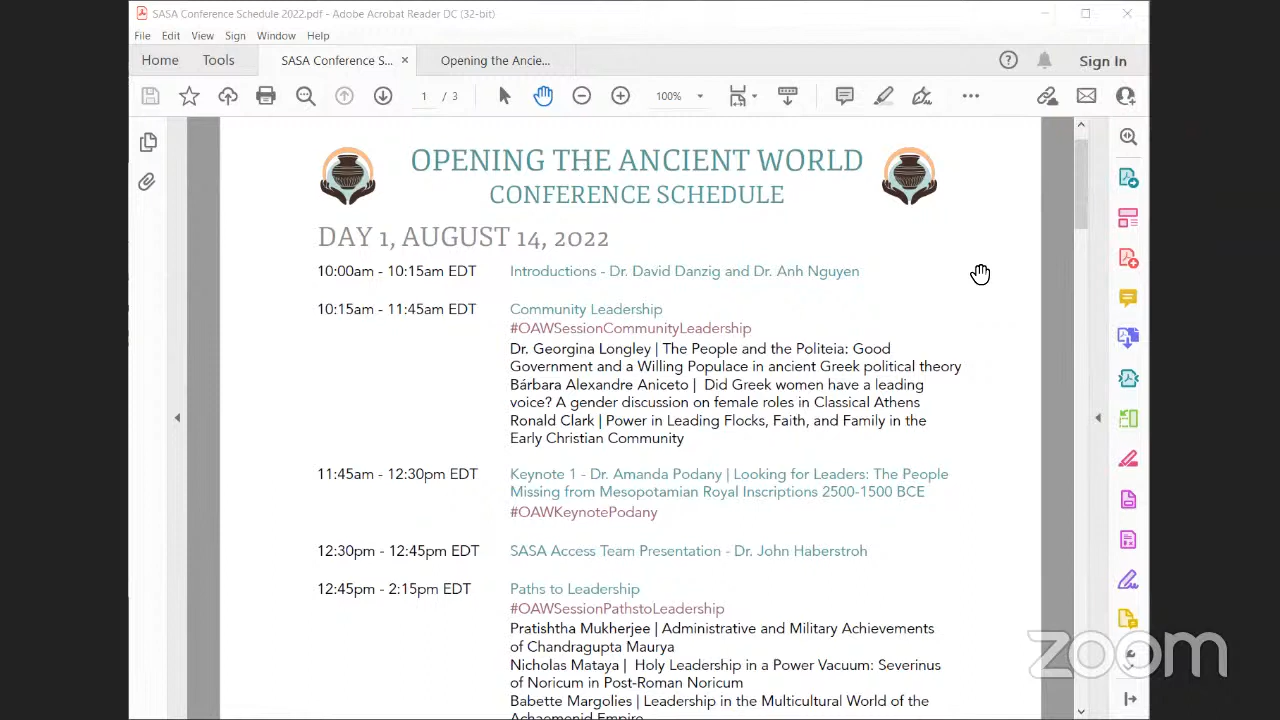 SASA Conference Schedule 2022.pdf - Adobe Acrobat Reader DC (32-bit)
File Edit View Sign Window Help
Home Tools SASA Conference S... × Opening the Ancie... Sign In
1 / 3 100%
OPENING THE ANCIENT WORLD
CONFERENCE SCHEDULE
DAY 1, AUGUST 14, 2022
10:00am - 10:15am EDT Introductions - Dr. David Danzig and Dr. Anh Nguyen
10:15am - 11:45am EDT Community Leadership
#OAWSessionCommunityLeadership
Dr. Georgina Longley | The People and the Politeia: Good
Government and a Willing Populace in ancient Greek political theory
Bárbara Alexandre Aniceto | Did Greek women have a leading
voice? A gender discussion on female roles in Classical Athens
Ronald Clark | Power in Leading Flocks, Faith, and Family in the
Early Christian Community
11:45am - 12:30pm EDT Keynote 1 - Dr. Amanda Podany | Looking for Leaders: The People
Missing from Mesopotamian Royal Inscriptions 2500-1500 BCE
#OAWKeynotePodany
12:30pm - 12:45pm EDT SASA Access Team Presentation - Dr. John Haberstroh
12:45pm - 2:15pm EDT Paths to Leadership
#OAWSessionPathstoLeadership
Pratishtha Mukherjee | Administrative and Military Achievements
of Chandragupta Maurya
Nicholas Mataya | Holy Leadership in a Power Vacuum: Severinus
of Noricum in Post-Roman Noricum
Babette Margolies | Leadership in the Multicultural World of the
Achaemenid Empire
zoom